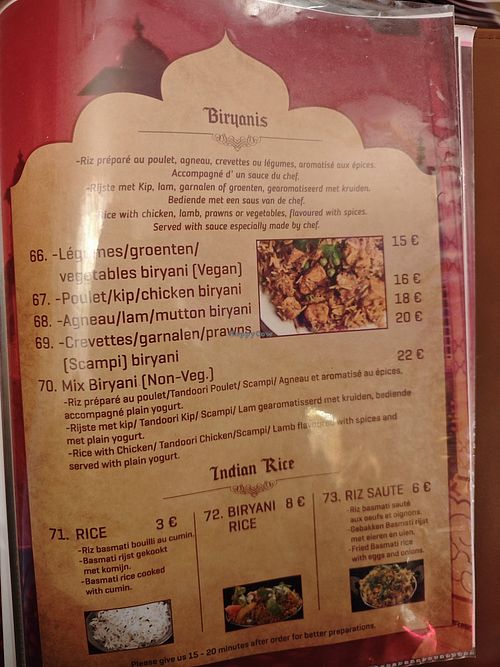 Biryanis
-Riz préparé au poulet, agneau, crevettes ou légumes, aromatisé aux épices.
Accompagné d' un sauce du chef.
-Rijste met Kip, lam, garnalen of groenten, gearomatiseerd met kruiden.
Bediende met een saus van de chef.
-Rice with chicken, lamb, prawns or vegetables, flavoured with spices.
Served with sauce especially made by chef.
66. -Légumes/groenten/ 15 €
vegetables biryani (Vegan)
67. -Poulet/kip/chicken biryani 16 €
68. -Agneau/lam/mutton biryani 18 €
69. -Crevettes/garnalen/prawns 20 €
(Scampi) biryani
70. Mix Biryani (Non-Veg.) 22 €
-Riz préparé au poulet/Tandoori Poulet/ Scampi/ Agneau et aromatisé au épices,
accompagné plain yogurt.
-Rijste met kip/ Tandoori Kip/ Scampi/ Lam gearomatisserd met kruiden, bediende
met plain yogurt.
-Rice with Chicken/ Tandoori Chicken/Scampi/ Lamb flavoured with spices and
served with plain yogurt.
Indian Rice
71. RICE 3 €
-Riz basmati bouilli au cumin.
-Basmati rijst gekookt
met komijn.
-Basmati rice cooked
with cumin.
72. BIRYANI 8 €
RICE
73. RIZ SAUTE 6 €
-Riz basmati sauté
aux oeufs et oignons.
-Gebakken Basmati rijst
met eieren en uien.
-Fried Basmati rice
with eggs and onions.
Please give us 15 - 20 minutes after order for better preparations.
HappyCow